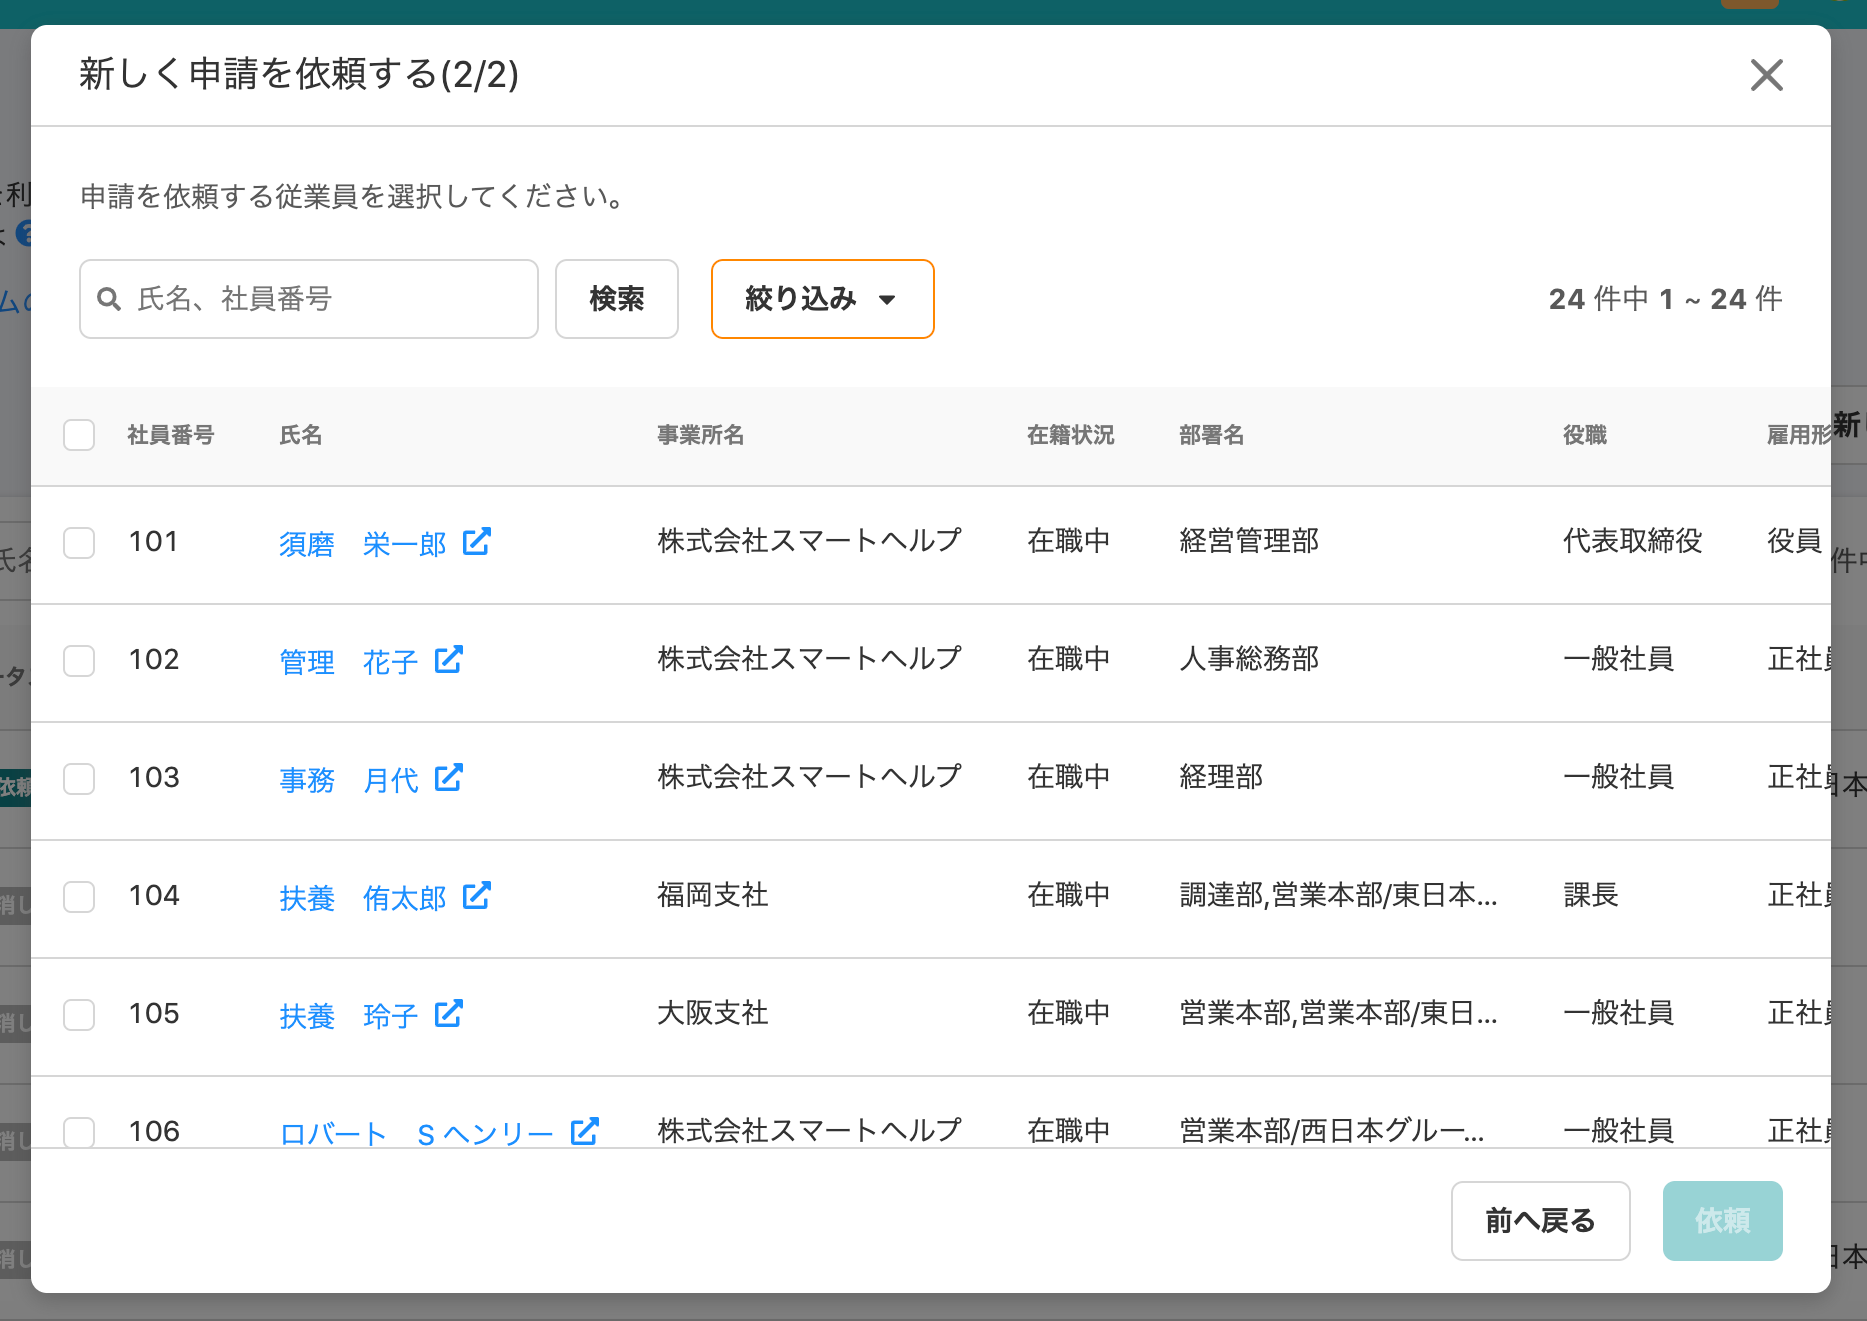 新しく申請を依頼する(2/2)
申請を依頼する従業員を選択してください。
氏名、社員番号 検索 絞り込み 24 件中 1 ~ 24 件
社員番号 氏名 事業所名 在籍状況 部署名 役職 雇用形
101 須磨 栄一郎 株式会社スマートヘルプ 在職中 経営管理部 代表取締役 役員
102 管理 花子 株式会社スマートヘルプ 在職中 人事総務部 一般社員 正社員
103 事務 月代 株式会社スマートヘルプ 在職中 経理部 一般社員 正社員
104 扶養 侑太郎 福岡支社 在職中 調達部,営業本部/東日本... 課長 正社員
105 扶養 玲子 大阪支社 在職中 営業本部,営業本部/東日... 一般社員 正社員
106 ロバート S ヘンリー 株式会社スマートヘルプ 在職中 営業本部/西日本グルー... 一般社員 正社員
前へ戻る 依頼